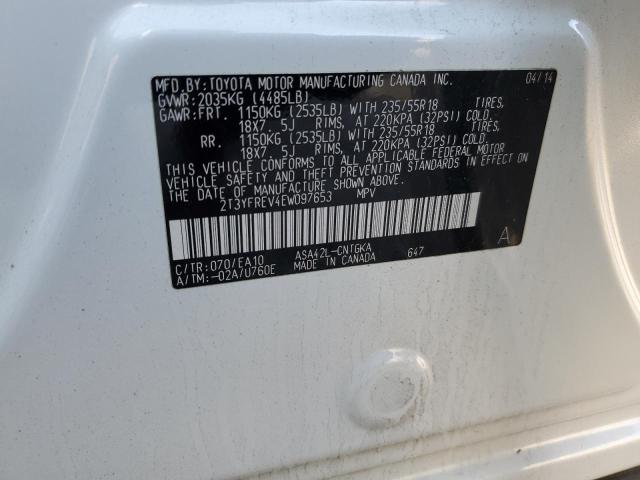 MFD. BY: TOYOTA MOTOR MANUFACTURING CANADA INC. 04/14
GVWR: 2035KG (4485LB)
GAWR: FRT. 1150KG (2535LB) WITH 235/55R18 TIRES,
18X7.5J RIMS, AT 220KPA (32PSI) COLD.
RR. 1150KG (2535LB) WITH 235/55R18 TIRES,
18X7.5J RIMS, AT 220KPA (32PSI) COLD.
THIS VEHICLE CONFORMS TO ALL APPLICABLE FEDERAL MOTOR
VEHICLE SAFETY AND THEFT PREVENTION STANDARDS IN EFFECT
ON THE DATE OF MANUFACTURE SHOWN ABOVE.
2T3YFREV4EW097653 MPV
C/TR: 070/EA10 ASA42L-CNTGKA 647 A
A/TM: -02A/U760E MADE IN CANADA